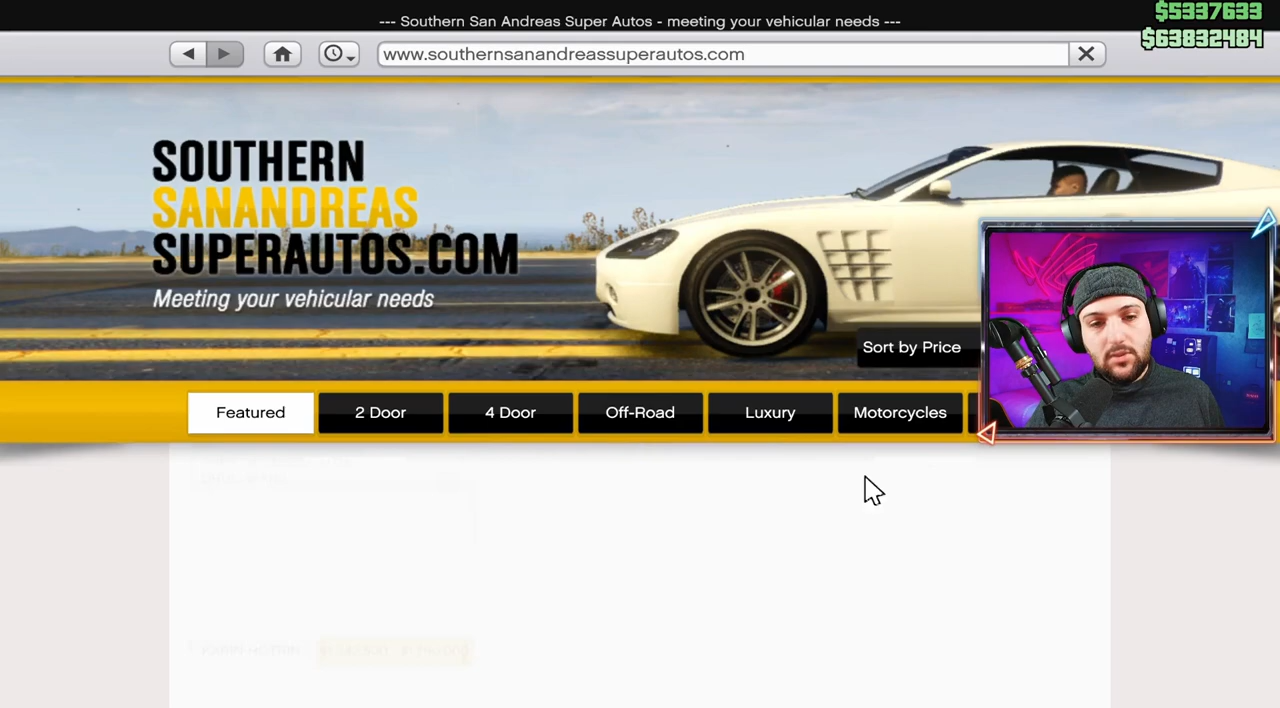 --- Southern San Andreas Super Autos - meeting your vehicular needs ---
$5337633
$63832484
www.southernsanandreassuperautos.com
SOUTHERN
SANANDREAS
SUPERAUTOS.COM
Meeting your vehicular needs
Sort by Price
Featured
2 Door
4 Door
Off-Road
Luxury
Motorcycles